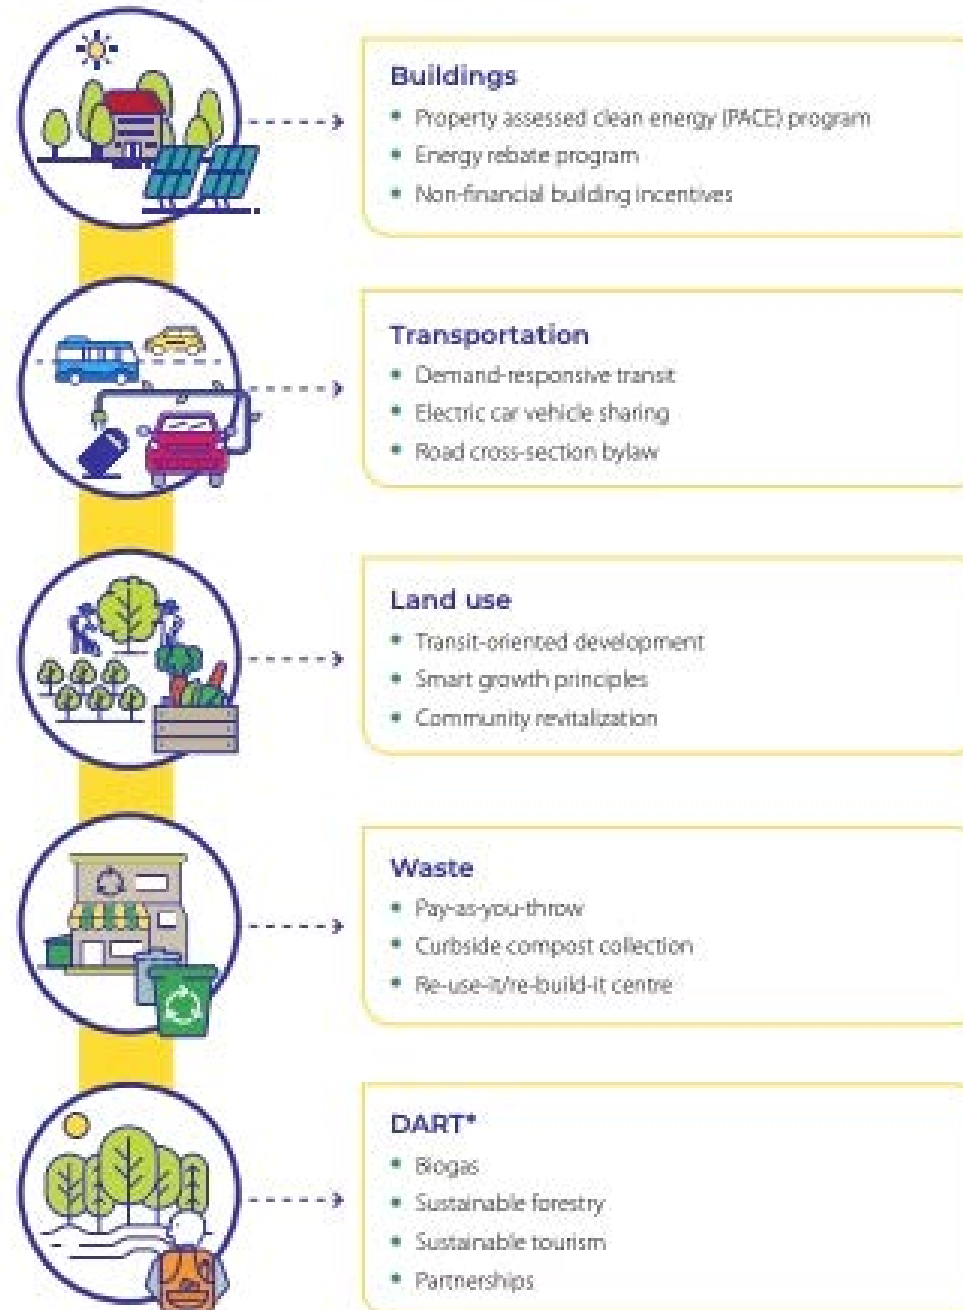 Buildings
• Property assessed clean energy (PACE) program
• Energy rebate program
• Non-financial building incentives
Transportation
• Demand-responsive transit
• Electric car vehicle sharing
• Road cross-section bylaw
Land use
• Transit-oriented development
• Smart growth principles
• Community revitalization
Waste
• Pay-as-you-throw
• Curbside compost collection
• Re-use-it/re-build-it centre
DART*
• Biogas
• Sustainable forestry
• Sustainable tourism
• Partnerships